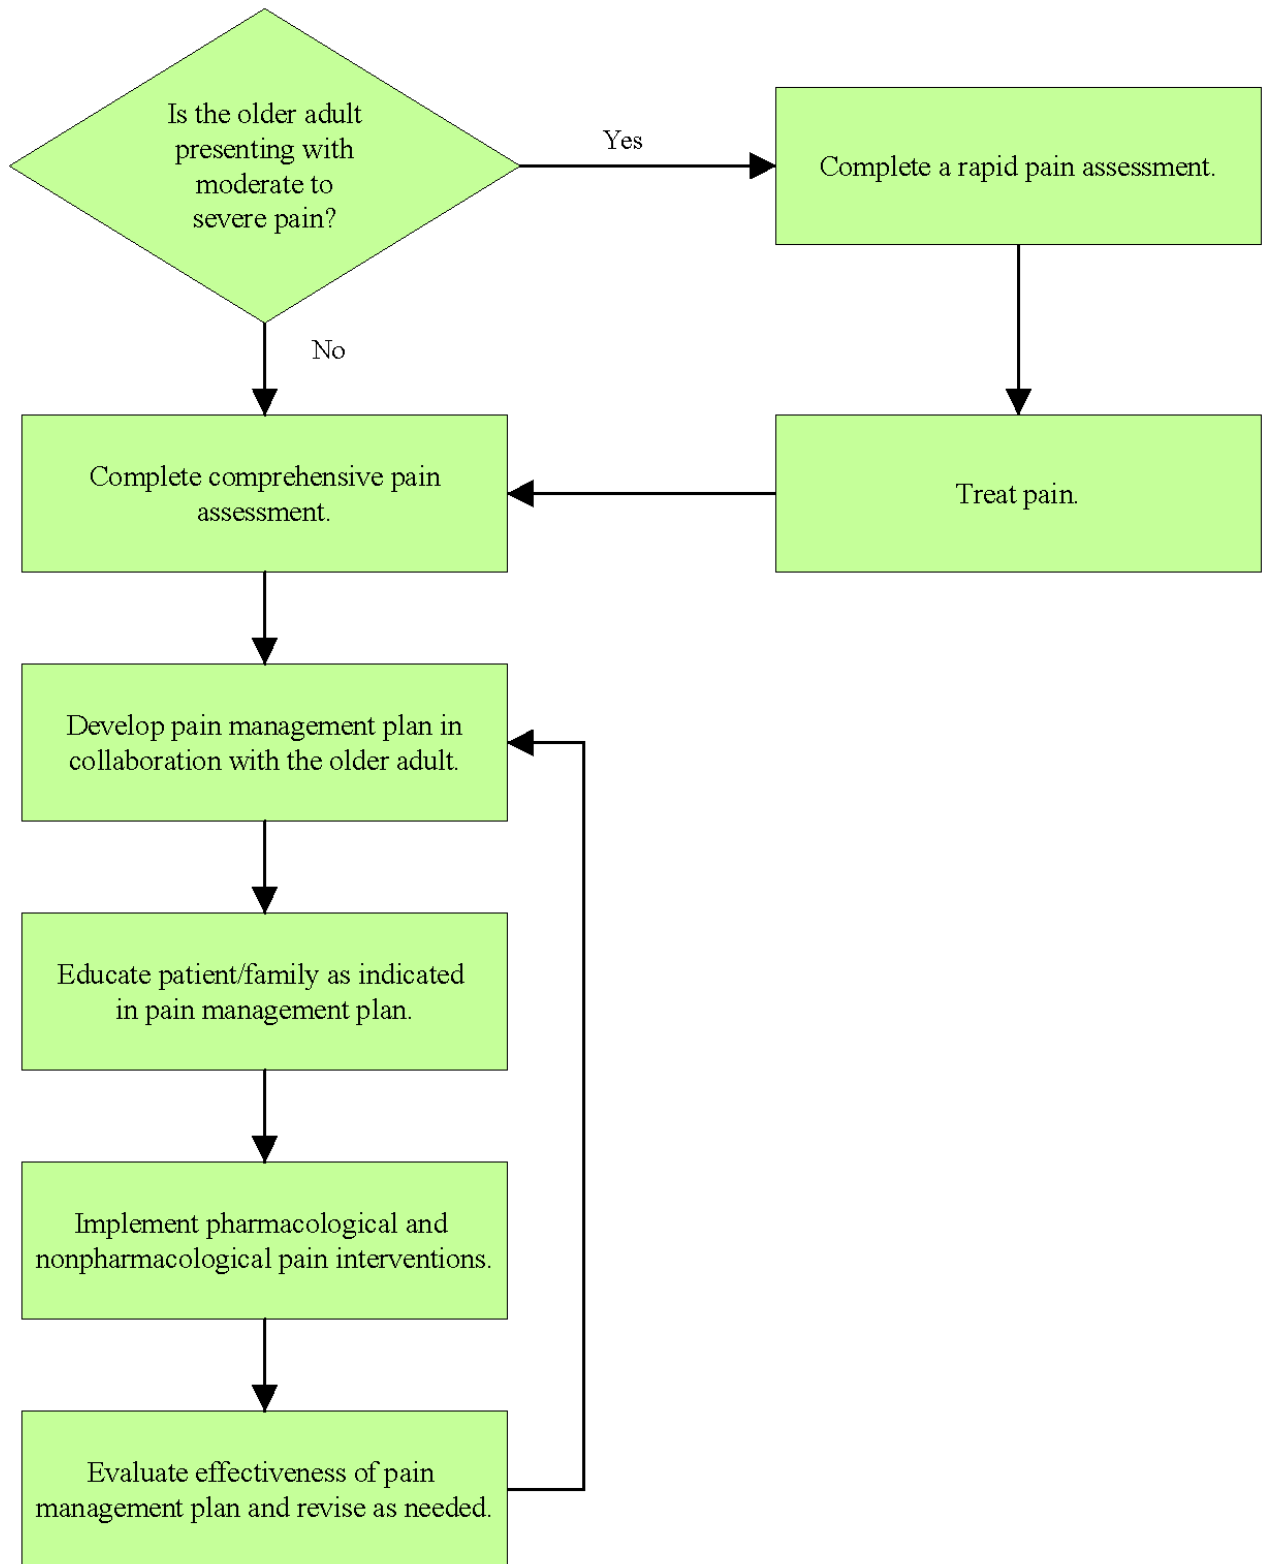 Is the older adult
presenting with
moderate to
severe pain?
Yes
Complete a rapid pain assessment.
No
Complete comprehensive pain
assessment.
Treat pain.
Develop pain management plan in
collaboration with the older adult.
Educate patient/family as indicated
in pain management plan.
Implement pharmacological and
nonpharmacological pain interventions.
Evaluate effectiveness of pain
management plan and revise as needed.